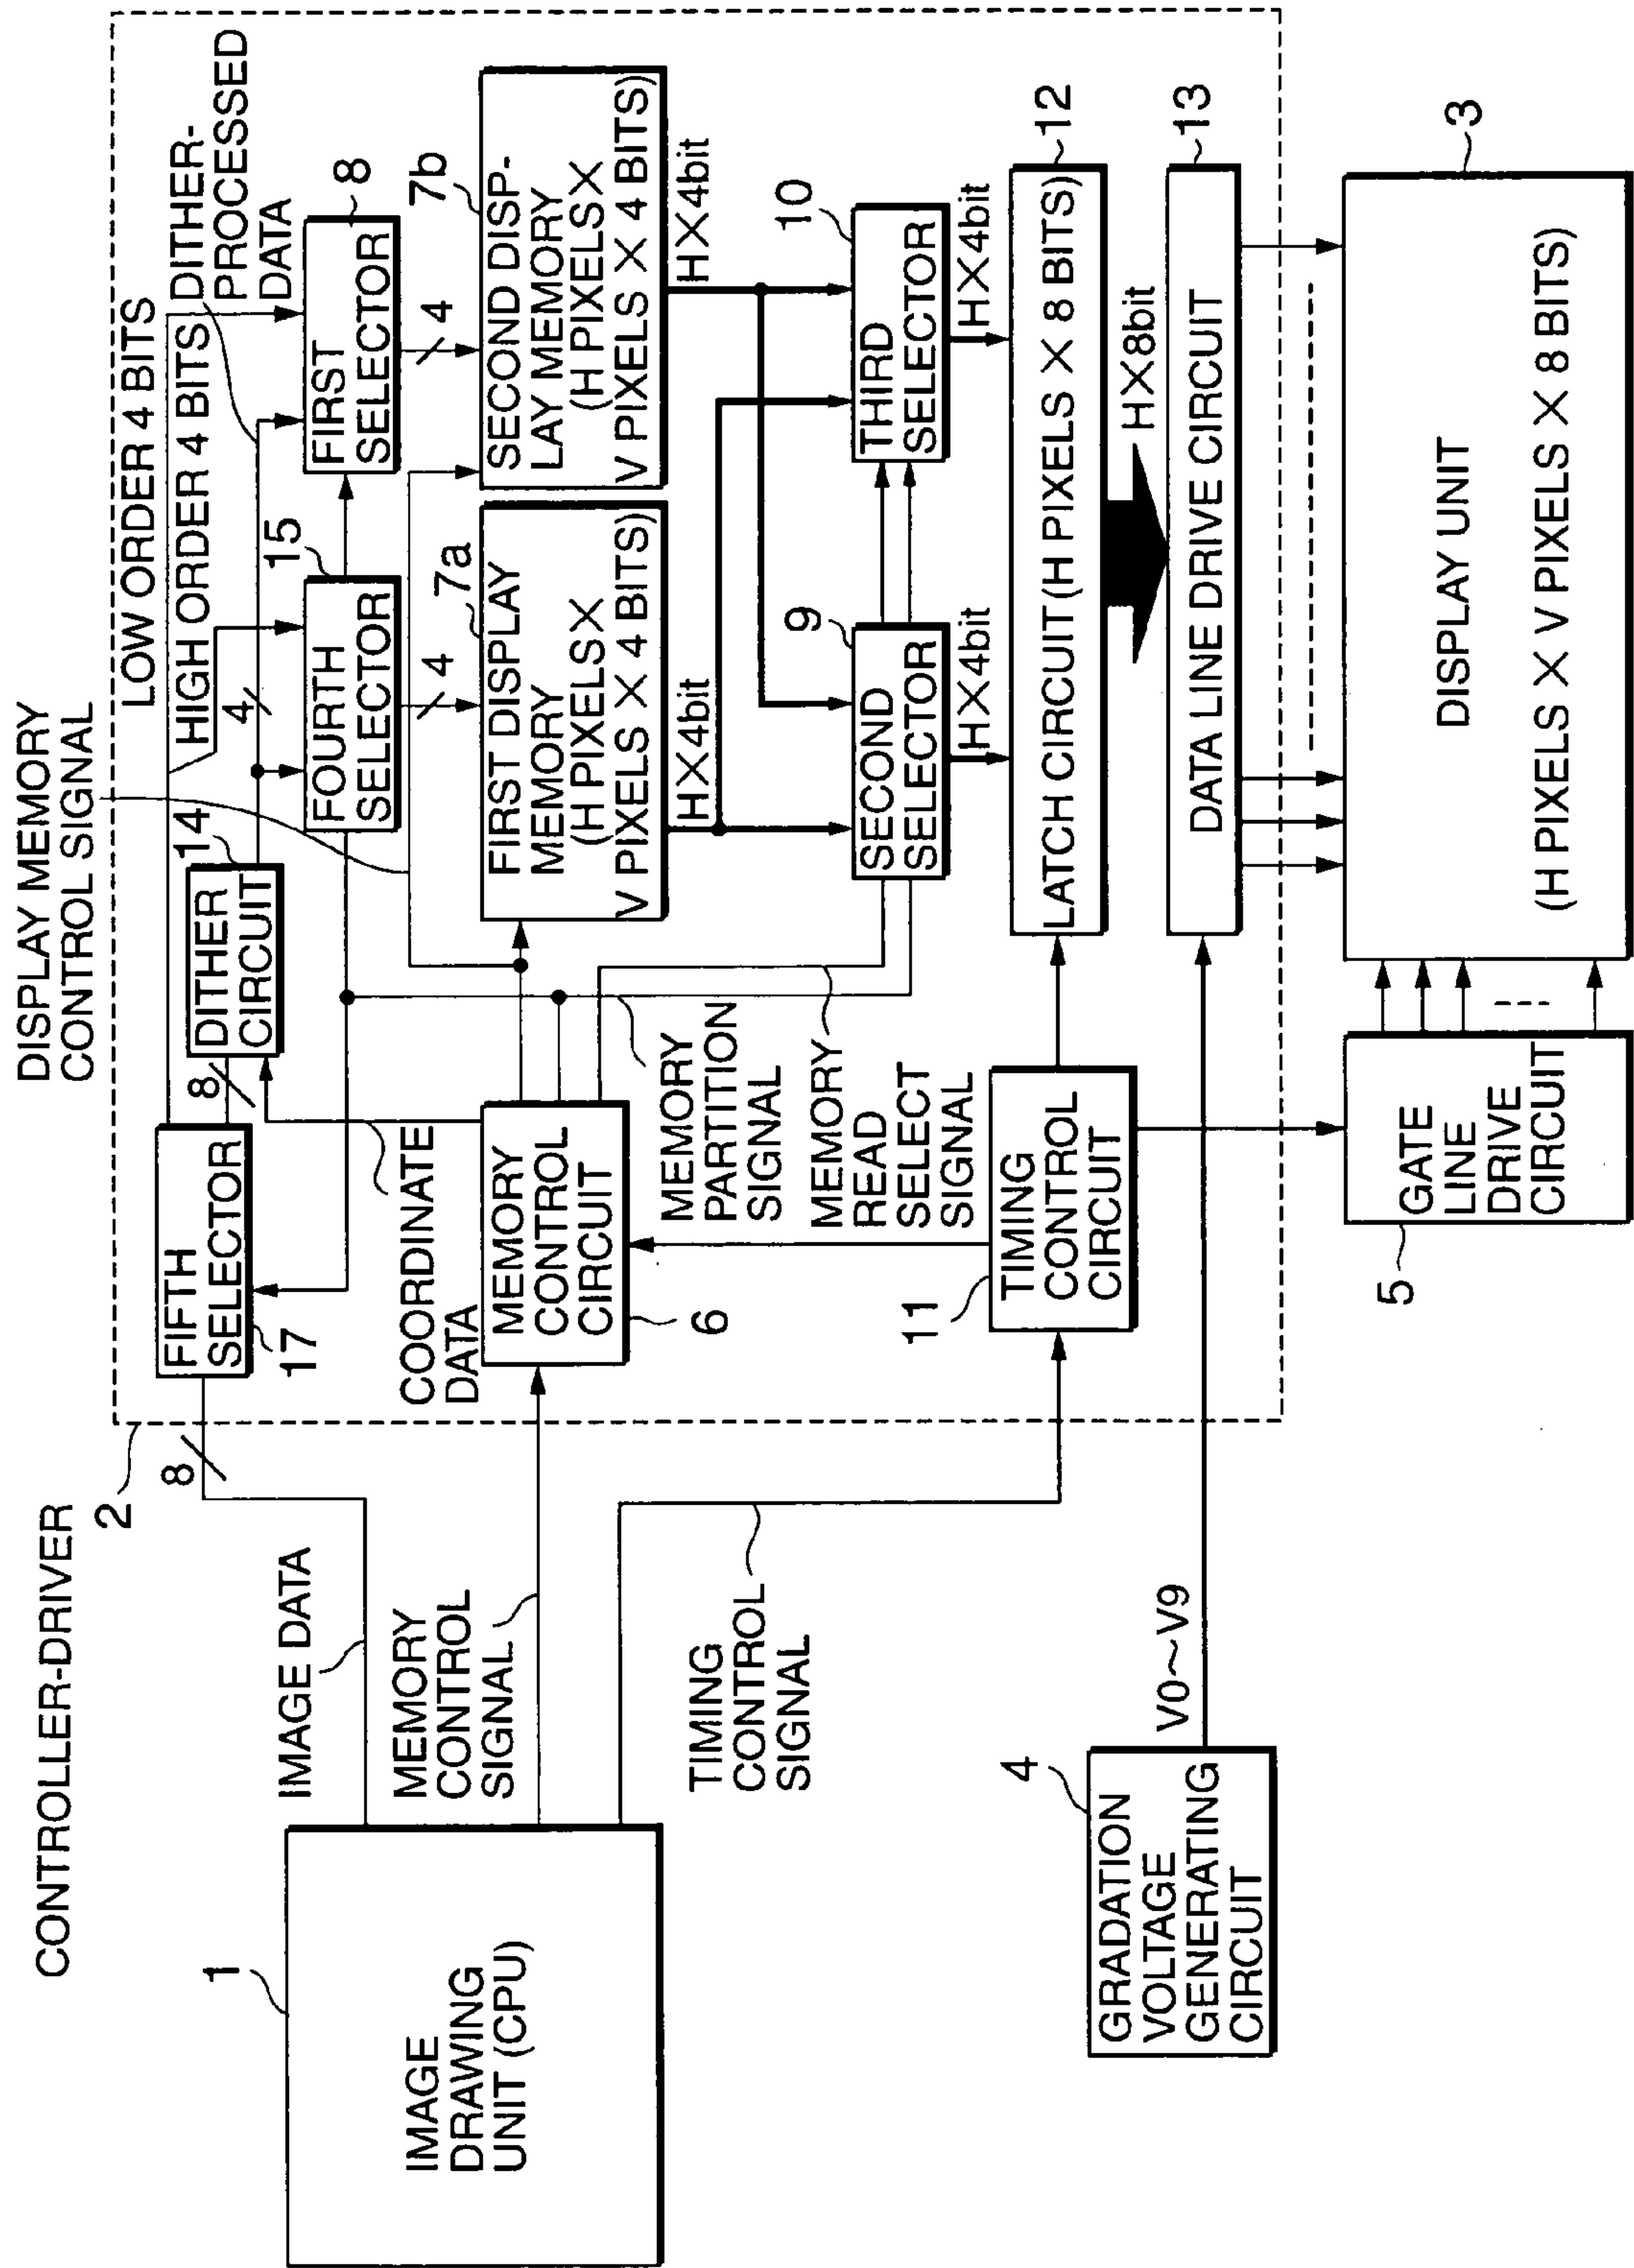 CONTROLLER-DRIVER
2
DISPLAY MEMORY
CONTROL SIGNAL
LOW ORDER 4 BITS
HIGH ORDER 4 BITS
DITHER-
PROCESSED
DATA
1
IMAGE
DRAWING
UNIT (CPU)
IMAGE DATA
8
MEMORY
CONTROL
SIGNAL
TIMING
CONTROL
SIGNAL
FIFTH
SELECTOR
17
8
DITHER
CIRCUIT
14
4
FOURTH
SELECTOR
15
FIRST
SELECTOR
8
COORDINATE
DATA
4
4
MEMORY
CONTROL
CIRCUIT
6
FIRST DISPLAY
MEMORY
(H PIXELS×
V PIXELS × 4 BITS)
7a
SECOND DISP-
LAY MEMORY
(H PIXELS×
V PIXELS × 4 BITS)
7b
H×4bit
H×4bit
MEMORY
PARTITION
SIGNAL
MEMORY
READ
SELECT
SIGNAL
SECOND
SELECTOR
9
THIRD
SELECTOR
10
H×4bit
H×4bit
TIMING
CONTROL
CIRCUIT
11
LATCH CIRCUIT(H PIXELS × 8 BITS)
12
H×8bit
4
GRADATION
VOLTAGE
GENERATING
CIRCUIT
V0~V9
DATA LINE DRIVE CIRCUIT
13
GATE
LINE
DRIVE
CIRCUIT
5
DISPLAY UNIT
(H PIXELS × V PIXELS × 8 BITS)
3